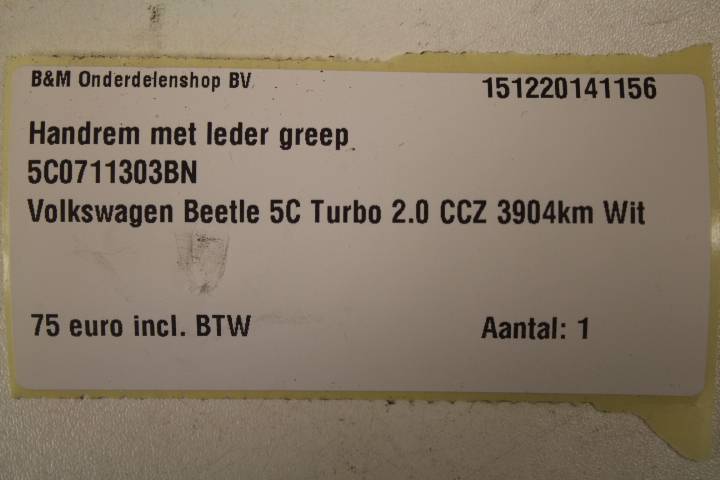 B&M Onderdelenshop BV
151220141156
Handrem met leder greep
5C0711303BN
Volkswagen Beetle 5C Turbo 2.0 CCZ 3904km Wit
75 euro incl. BTW
Aantal: 1